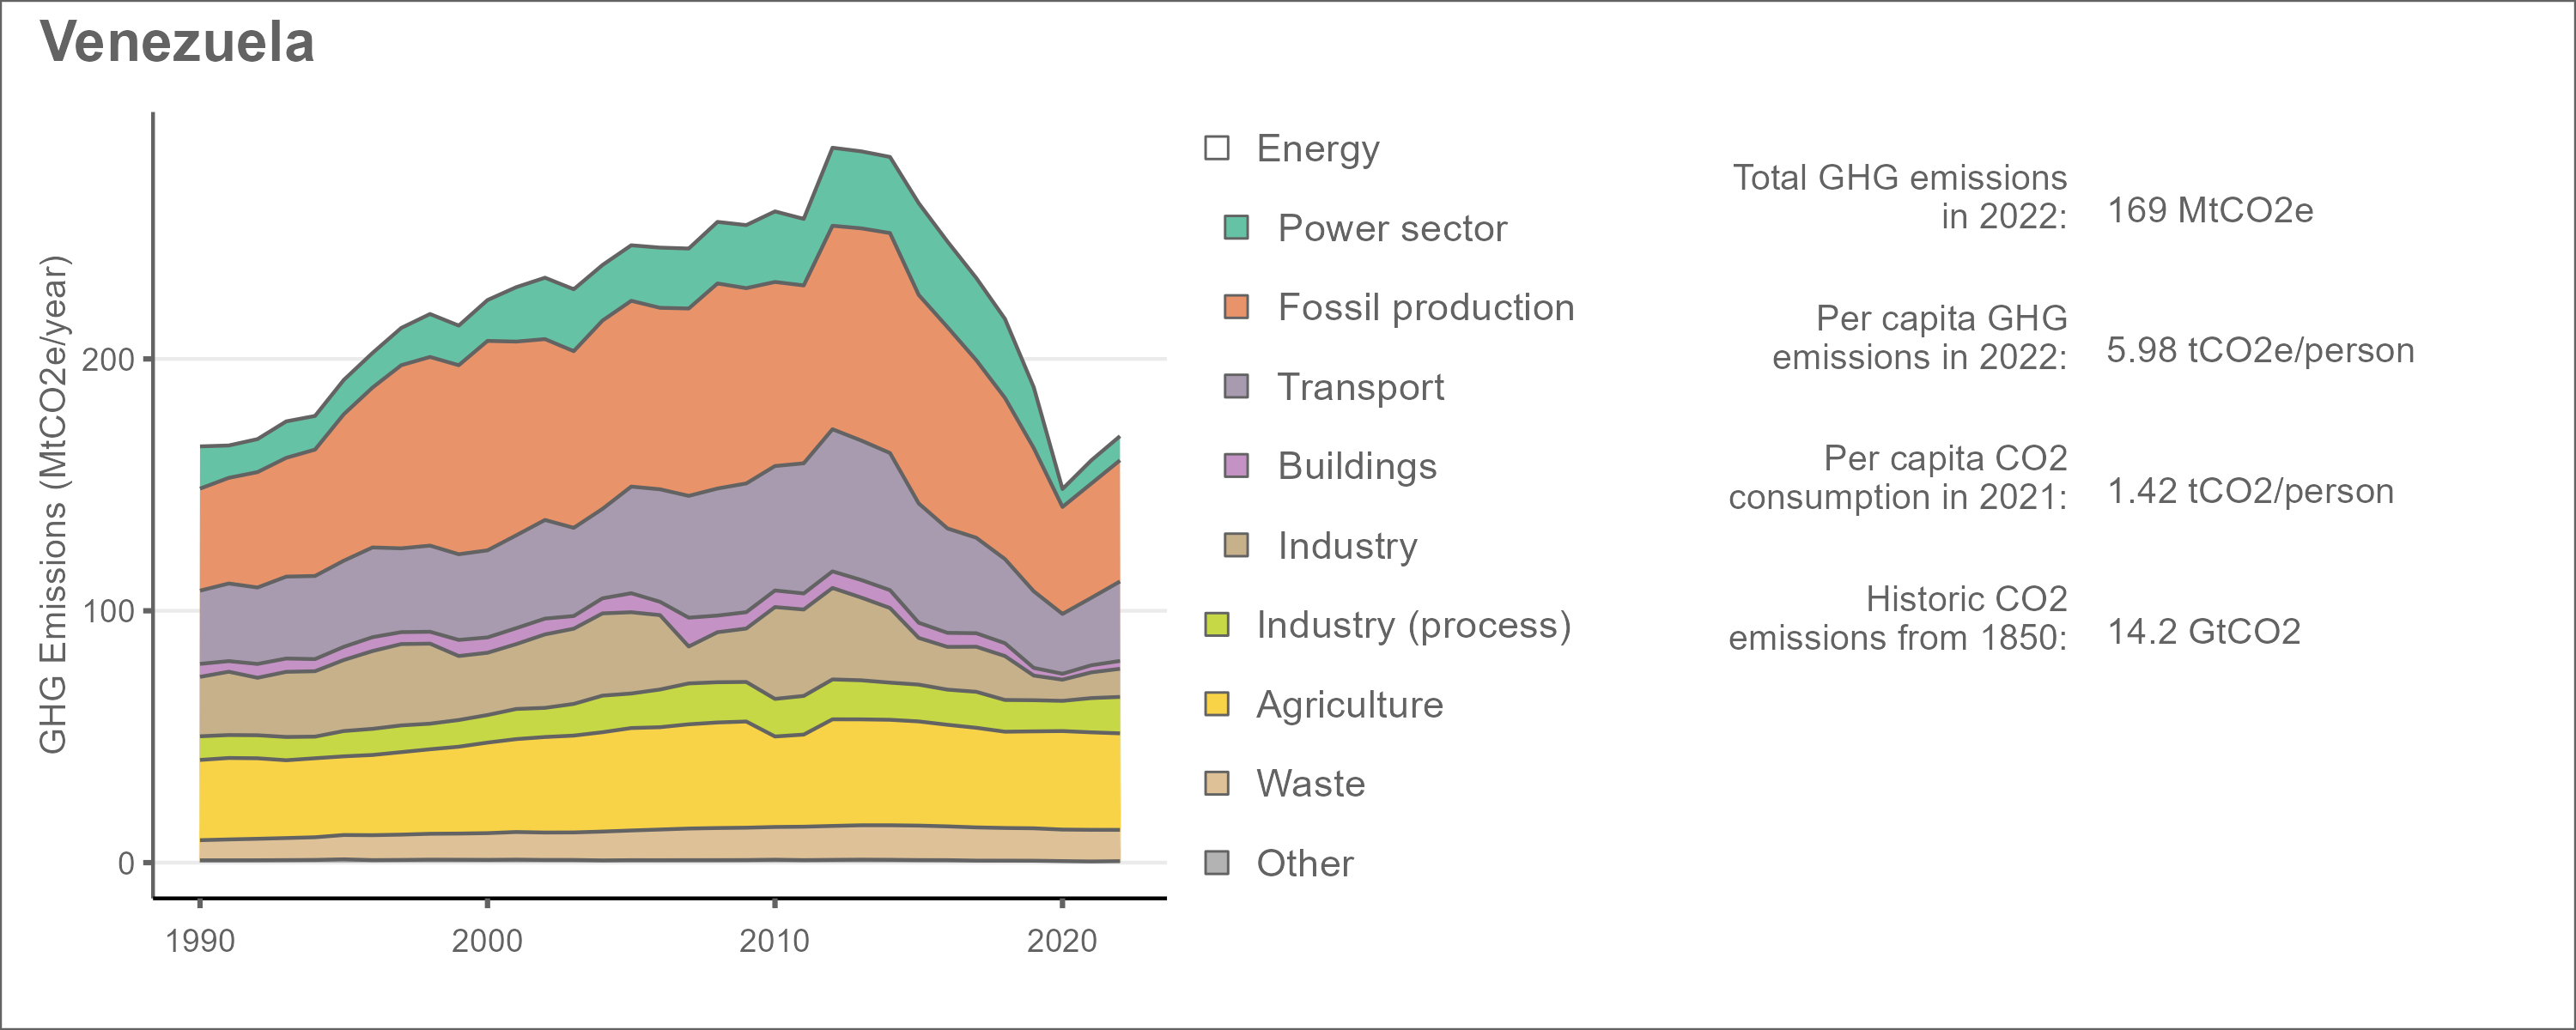 Venezuela
GHG Emissions (MtCO2e/year)
200
100
0
1990
2000
2010
2020
Energy
Power sector
Fossil production
Transport
Buildings
Industry
Industry (process)
Agriculture
Waste
Other
Total GHG emissions
in 2022:
169 MtCO2e
Per capita GHG
emissions in 2022:
5.98 tCO2e/person
Per capita CO2
consumption in 2021:
1.42 tCO2/person
Historic CO2
emissions from 1850:
14.2 GtCO2